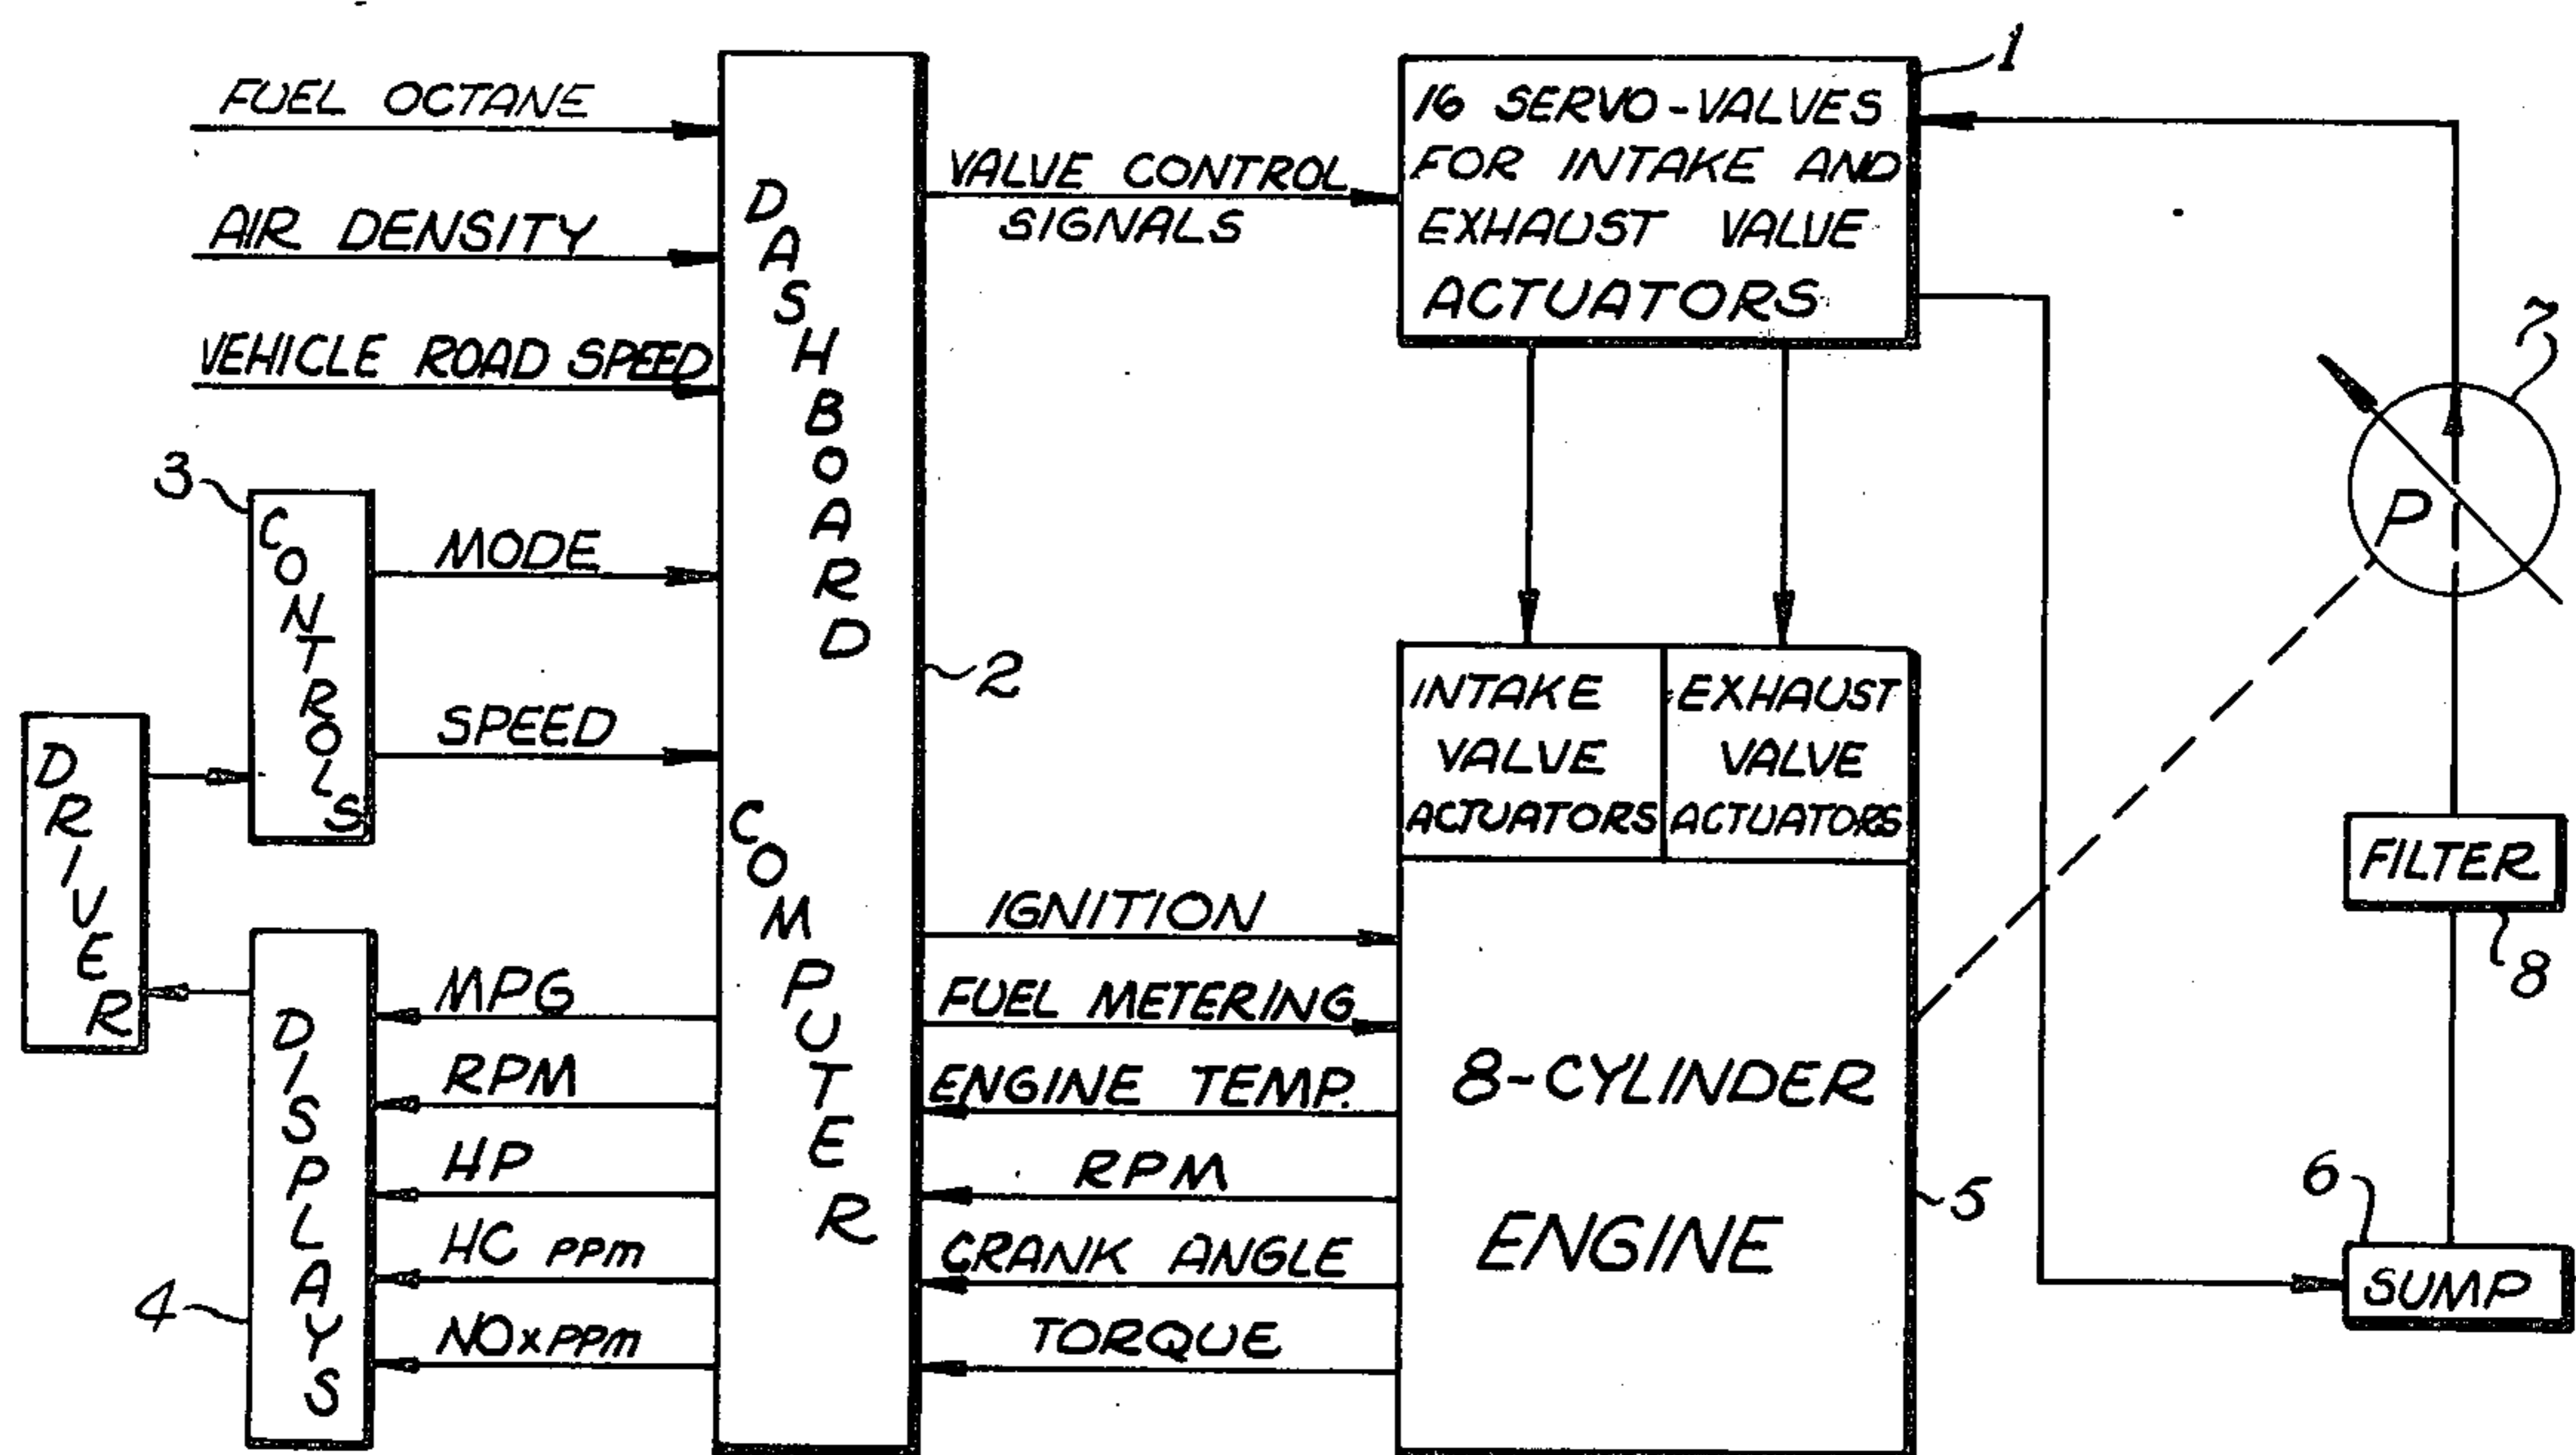 FUEL OCTANE
AIR DENSITY
VEHICLE ROAD SPEED
3
CONTROLS
MODE
SPEED
DRIVER
DISPLAYS
4
MPG
RPM
HP
HC ppm
NOx ppm
DASHBOARD COMPUTER
2
VALVE CONTROL
SIGNALS
1
16 SERVO-VALVES
FOR INTAKE AND
EXHAUST VALVE
ACTUATORS
INTAKE
VALVE
ACTUATORS
EXHAUST
VALVE
ACTUATORS
IGNITION
FUEL METERING
ENGINE TEMP.
RPM
CRANK ANGLE
TORQUE
8-CYLINDER
ENGINE
5
7
P
FILTER
8
6
SUMP